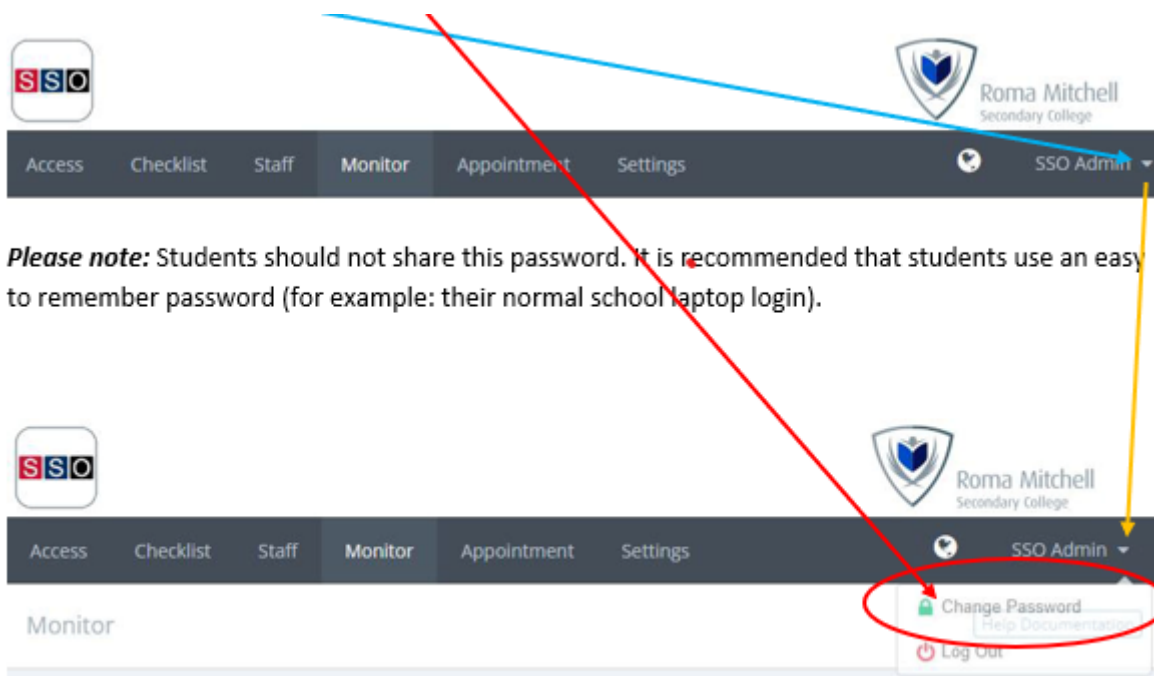 SSO
Roma Mitchell
Secondary College
Access Checklist Staff Monitor Appointment Settings SSO Admin
Please note: Students should not share this password. It is recommended that students use an easy
to remember password (for example: their normal school laptop login).
SSO
Roma Mitchell
Secondary College
Access Checklist Staff Monitor Appointment Settings SSO Admin
Monitor
Change Password
Help Documentation
Log Out